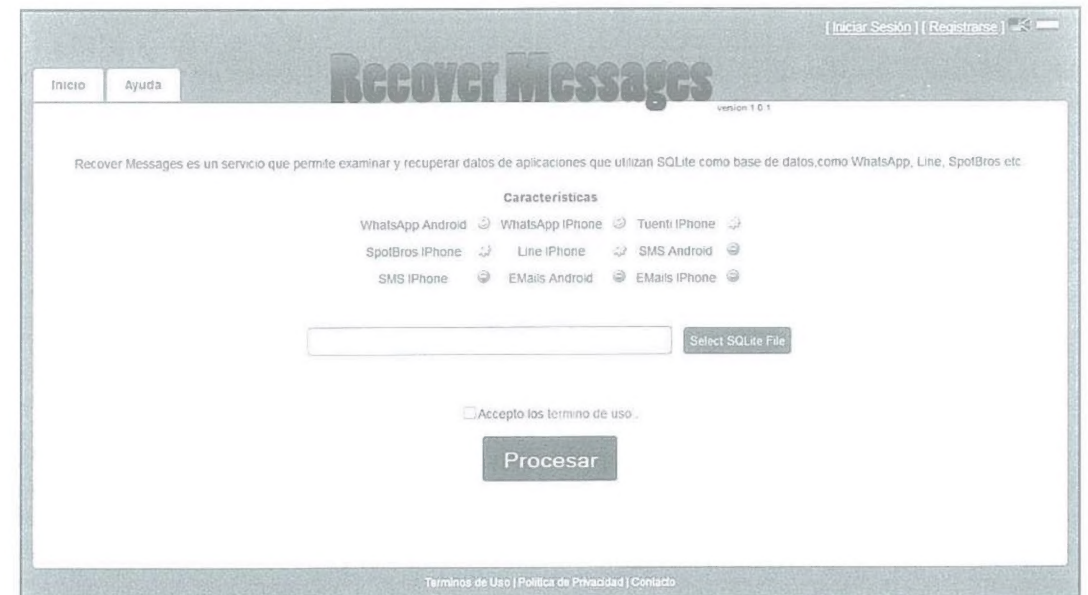 [ Iniciar Sesión ] [ Registrarse ]
Inicio Ayuda
Recover Messages
version 1.0.1
Recover Messages es un servicio que permite examinar y recuperar datos de aplicaciones que utilizan SQLite como base de datos,como WhatsApp, Line, SpotBros etc.
Características
WhatsApp Android WhatsApp IPhone Tuenti IPhone
SpotBros IPhone Line IPhone SMS Android
SMS IPhone EMails Android EMails IPhone
Select SQLite File
Accepto los termino de uso .
Procesar
Terminos de Uso | Política de Privacidad | Contacto